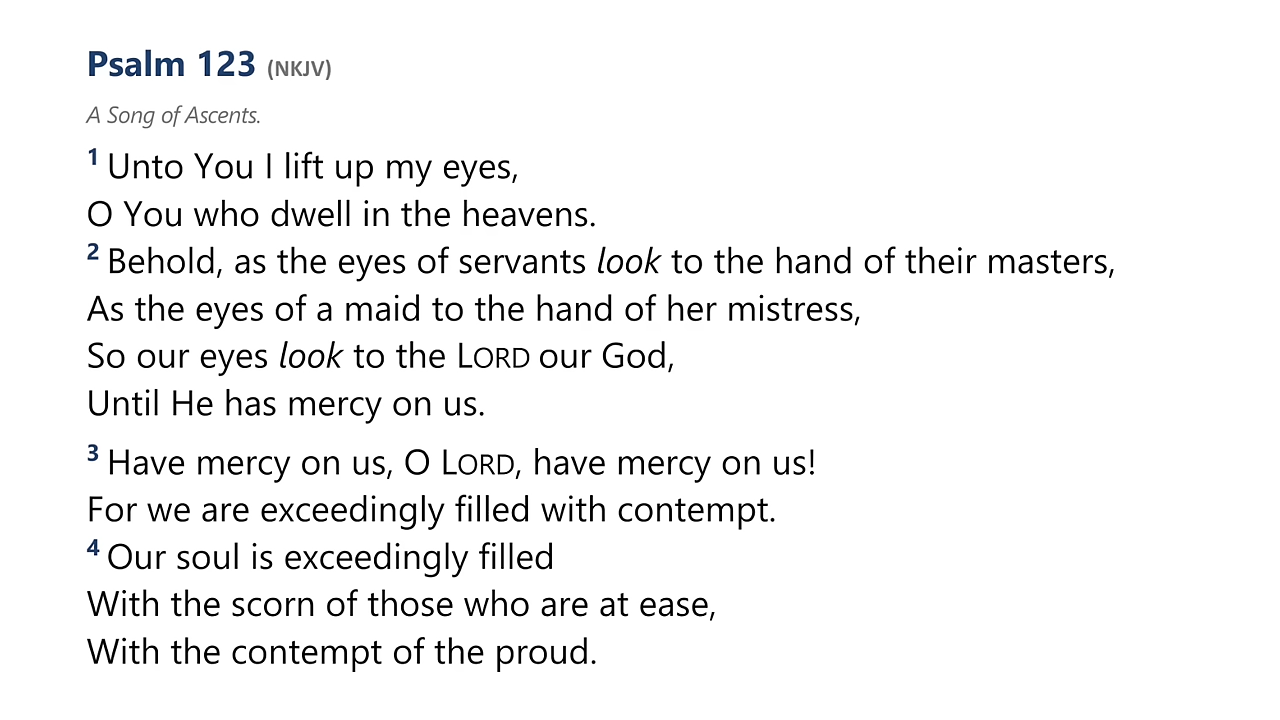 Psalm 123 (NKJV)
A Song of Ascents.
1 Unto You I lift up my eyes,
O You who dwell in the heavens.
2 Behold, as the eyes of servants look to the hand of their masters,
As the eyes of a maid to the hand of her mistress,
So our eyes look to the LORD our God,
Until He has mercy on us.
3 Have mercy on us, O LORD, have mercy on us!
For we are exceedingly filled with contempt.
4 Our soul is exceedingly filled
With the scorn of those who are at ease,
With the contempt of the proud.